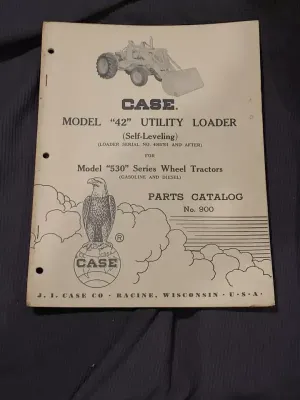 CASE.
MODEL "42" UTILITY LOADER
(Self-Leveling)
FOR
Model "530" Series Wheel Tractors
(GASOLINE AND DIESEL)
PARTS CATALOG
No. 900
®
CASE
J. I. CASE CO - RACINE, WISCONSIN - U·S·A·